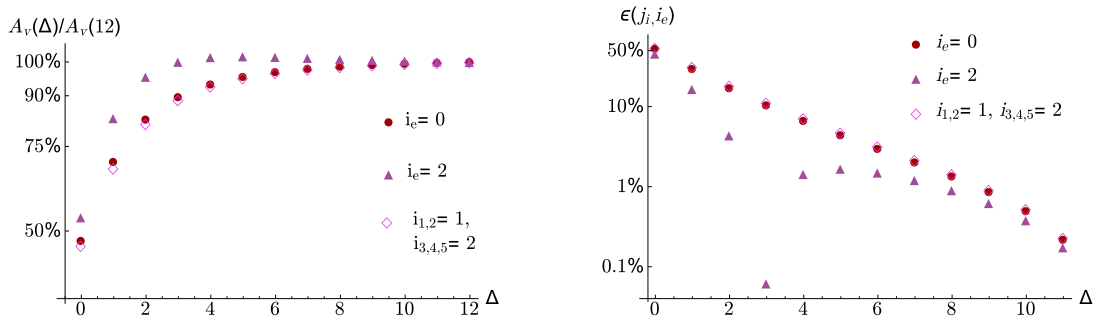 A_v(Δ)/A_v(12)
100%
90%
75%
50%
i_e= 0
i_e= 2
i_{1,2}= 1,
i_{3,4,5}= 2
0 2 4 6 8 10 12 Δ
ϵ(j_i,i_e)
50%
10%
1%
0.1%
i_e= 0
i_e= 2
i_{1,2}= 1, i_{3,4,5}= 2
0 2 4 6 8 10 Δ